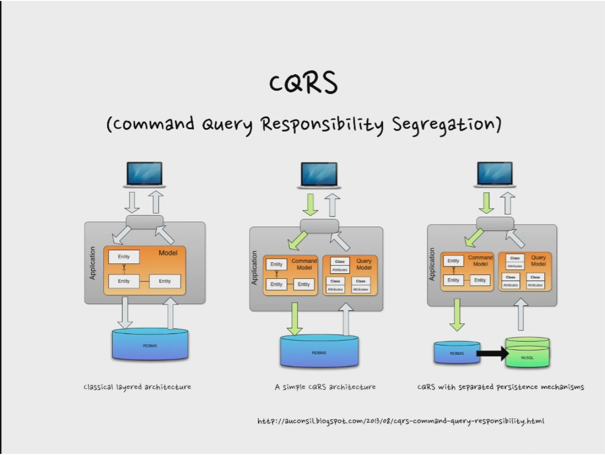 CQRS
(Command Query Responsibility Segregation)
Application
Model
Entity
Entity
Entity
RDBMS
Classical layered architecture
Application
Command
Model
Entity
Entity
Entity
Query
Model
Class
Attributes
Class
Attributes
Class
Attributes
RDBMS
A simple CQRS architecture
Application
Command
Model
Entity
Entity
Entity
Query
Model
Class
Attributes
Class
Attributes
Class
Attributes
RDBMS
NoSQL
CQRS with separated persistence mechanisms
http://auconsil.blogspot.com/2013/08/cqrs-command-query-responsibility.html